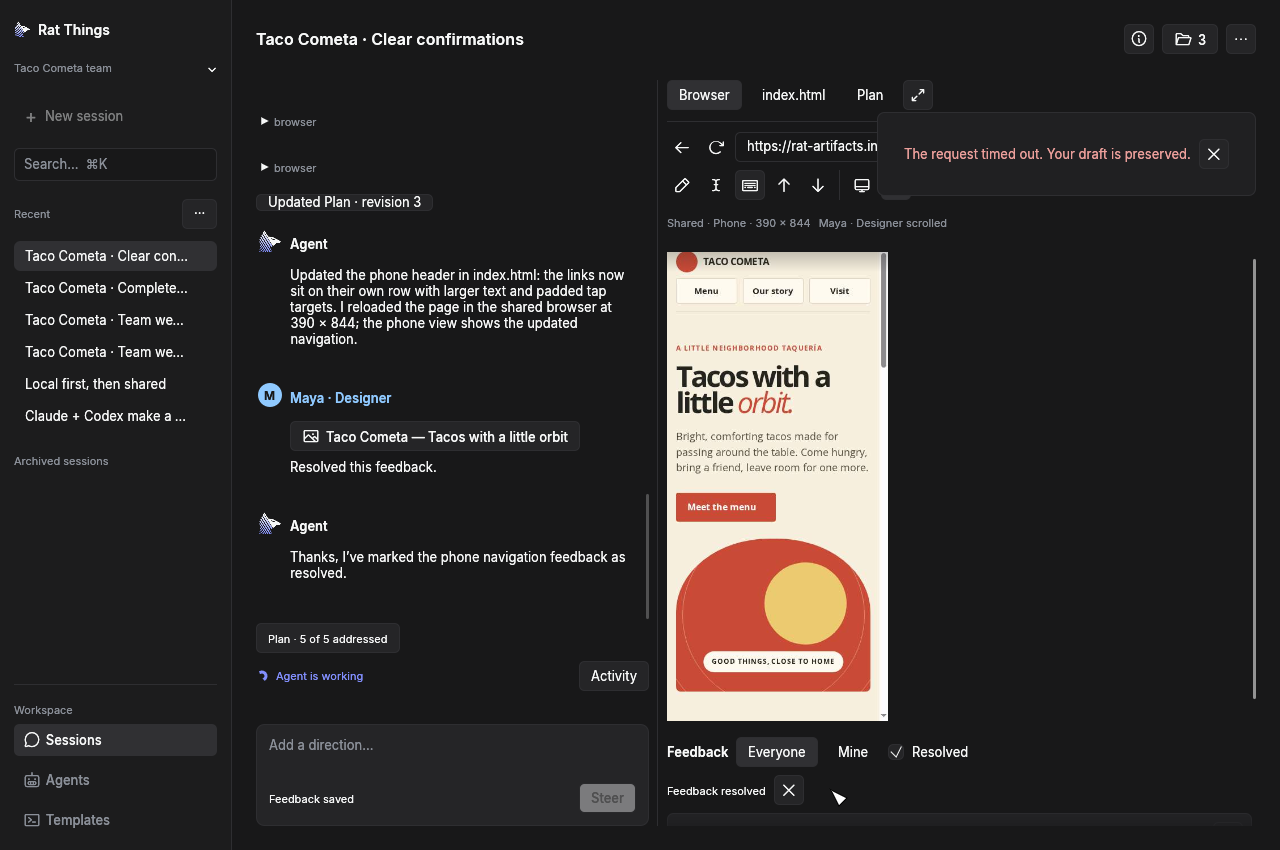 Rat Things
Taco Cometa team
+ New session
Search... ⌘K
Recent
...
Taco Cometa · Clear con...
Taco Cometa · Complete...
Taco Cometa · Team we...
Taco Cometa · Team we...
Local first, then shared
Claude + Codex make a ...
Archived sessions
Workspace
Sessions
Agents
Templates
Taco Cometa · Clear confirmations
3
...
browser
browser
Updated Plan · revision 3
Agent
Updated the phone header in index.html: the links now
sit on their own row with larger text and padded tap
targets. I reloaded the page in the shared browser at
390 × 844; the phone view shows the updated
navigation.
M
Maya · Designer
Taco Cometa — Tacos with a little orbit
Resolved this feedback.
Agent
Thanks, I’ve marked the phone navigation feedback as
resolved.
Plan · 5 of 5 addressed
Agent is working
Activity
Add a direction...
Feedback saved
Steer
Browser
index.html
Plan
https://rat-artifacts.in
The request timed out. Your draft is preserved.
Shared · Phone · 390 × 844 Maya · Designer scrolled
TACO COMETA
Menu
Our story
Visit
A LITTLE NEIGHBORHOOD TAQUERÍA
Tacos with a
little orbit.
Bright, comforting tacos made for
passing around the table. Come hungry,
bring a friend, leave room for one more.
Meet the menu
GOOD THINGS, CLOSE TO HOME
Feedback
Everyone
Mine
Resolved
Feedback resolved